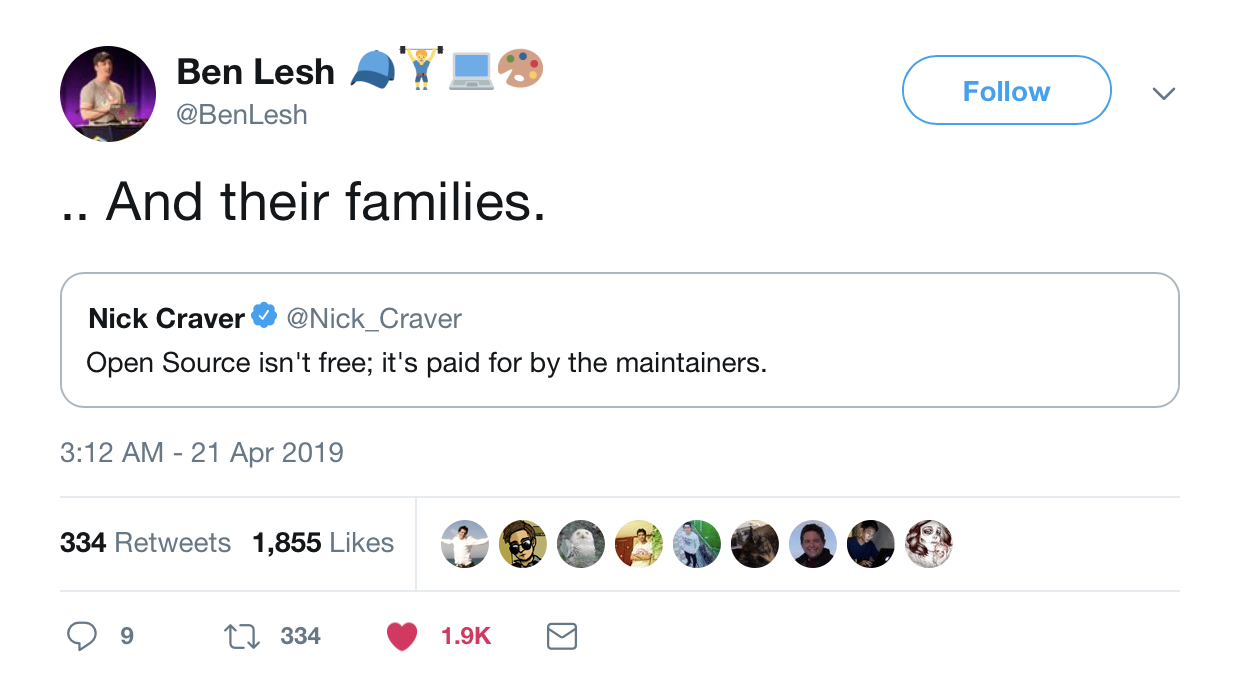 Ben Lesh 🧢🏋️💻🎨
@BenLesh
Follow
.. And their families.
Nick Craver @Nick_Craver
Open Source isn't free; it's paid for by the maintainers.
3:12 AM - 21 Apr 2019
334 Retweets 1,855 Likes
9 334 1.9K